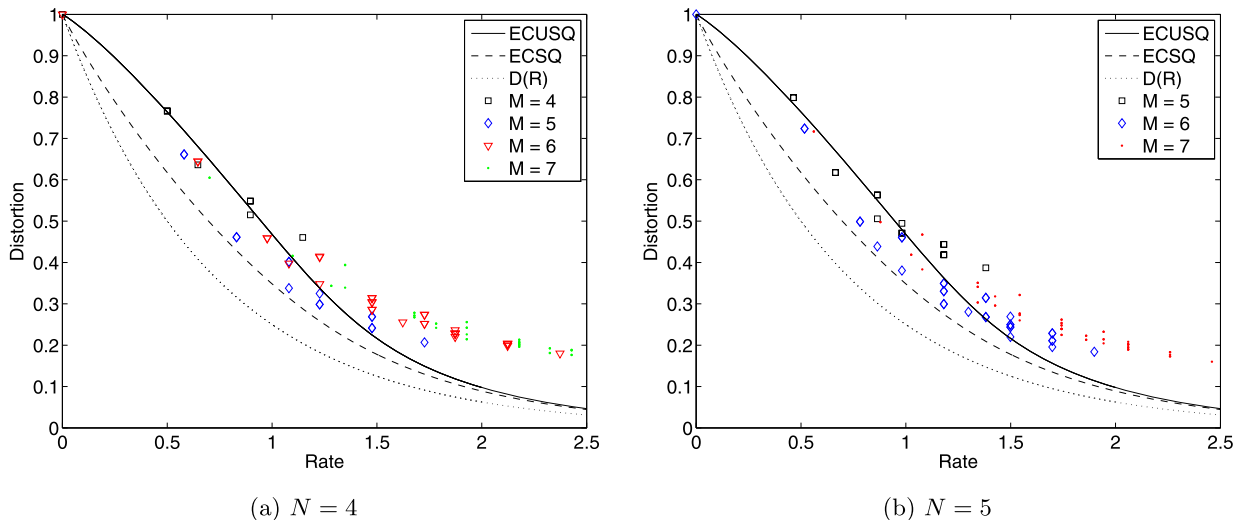 1
0.9
0.8
0.7
0.6
0.5
0.4
0.3
0.2
0.1
0
Distortion
0 0.5 1 1.5 2 2.5
Rate
ECUSQ
ECSQ
D(R)
M = 4
M = 5
M = 6
M = 7
(a) N = 4
1
0.9
0.8
0.7
0.6
0.5
0.4
0.3
0.2
0.1
0
Distortion
0 0.5 1 1.5 2 2.5
Rate
ECUSQ
ECSQ
D(R)
M = 5
M = 6
M = 7
(b) N = 5